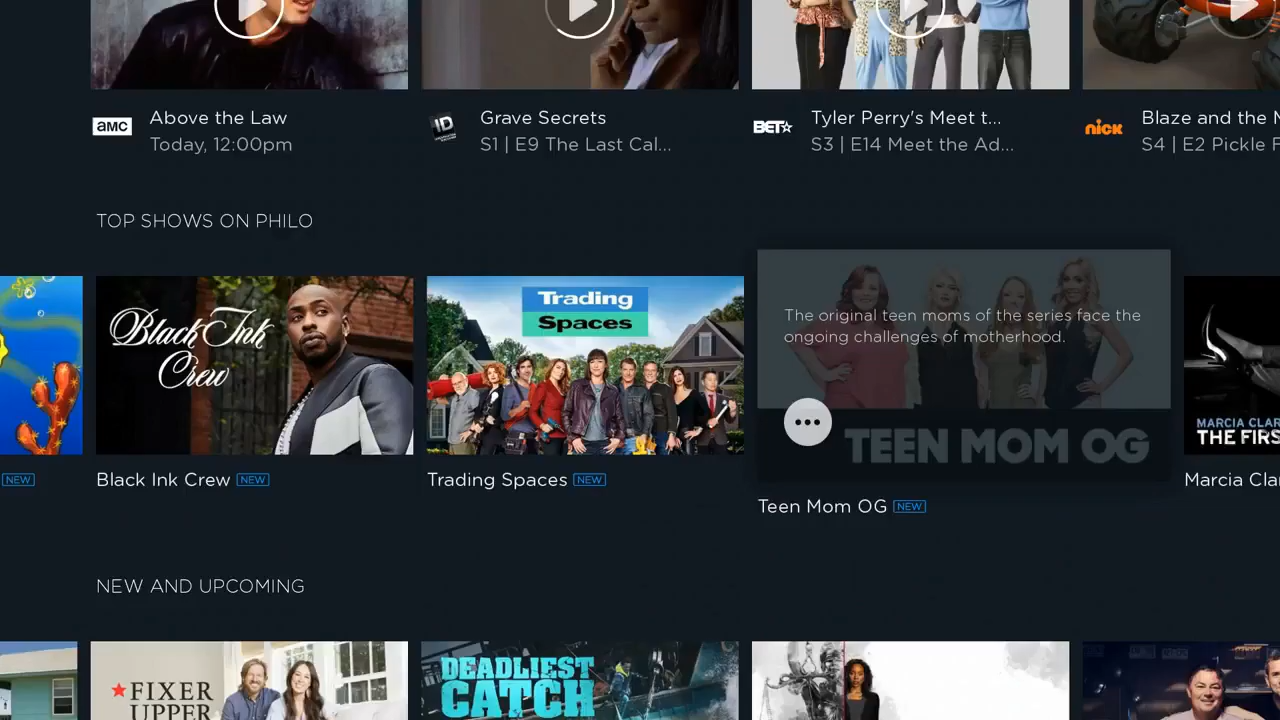 Above the Law
Today, 12:00pm
aMC
Grave Secrets
S1 | E9 The Last Cal...
ID
Tyler Perry's Meet t...
S3 | E14 Meet the Ad...
BET
Blaze and the M
S4 | E2 Pickle F
nick
TOP SHOWS ON PHILO
Black Ink
Crew
Trading
Spaces
The original teen moms of the series face the
ongoing challenges of motherhood.
TEEN MOM OG
MARCIA CLAR
THE FIRS
NEW
Black Ink Crew NEW
Trading Spaces NEW
Teen Mom OG NEW
Marcia Clar
NEW AND UPCOMING
FIXER
UPPER
DEADLIEST
CATCH